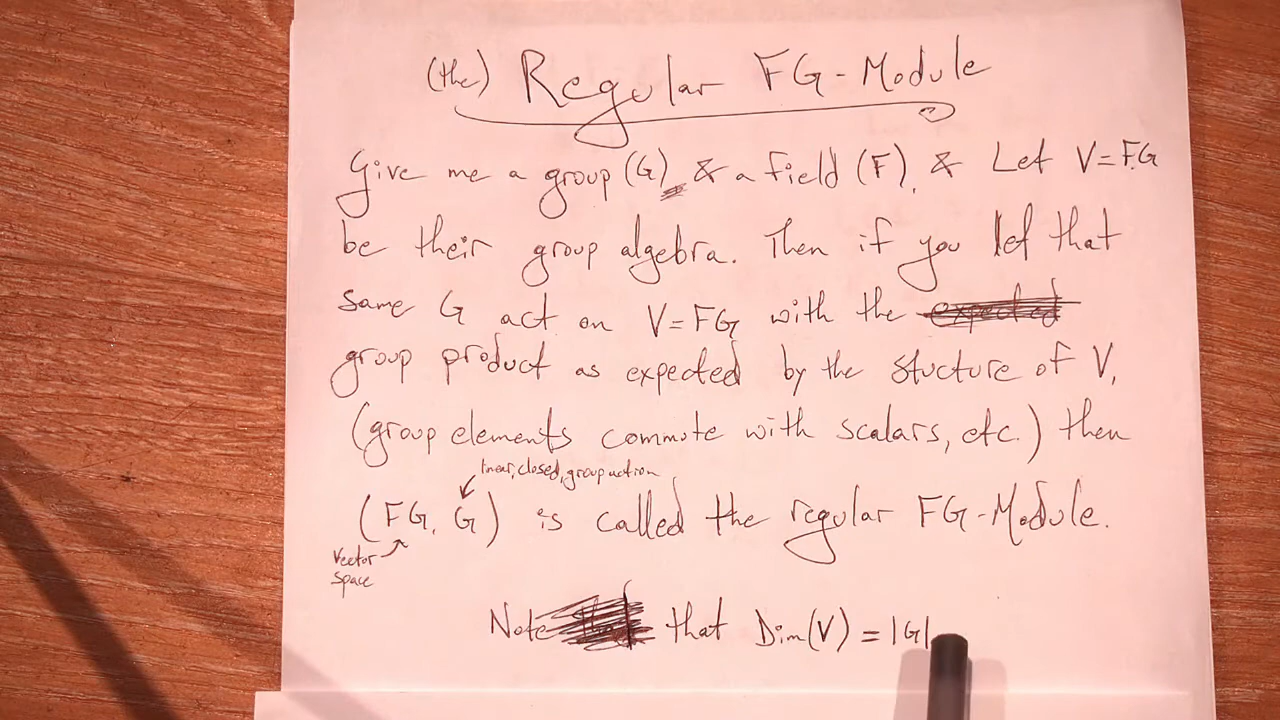 (the) Regular FG-Module
Give me a group (G) & a field (F), & Let V=FG
be their group algebra. Then if you let that
same G act on V=FG with the expected
group product as expected by the stucture of V,
(group elements commute with scalars, etc.) then
linear, closed, group action
(FG, G) is called the regular FG-Module.
Vector
space
Note that Dim(V) = |G|